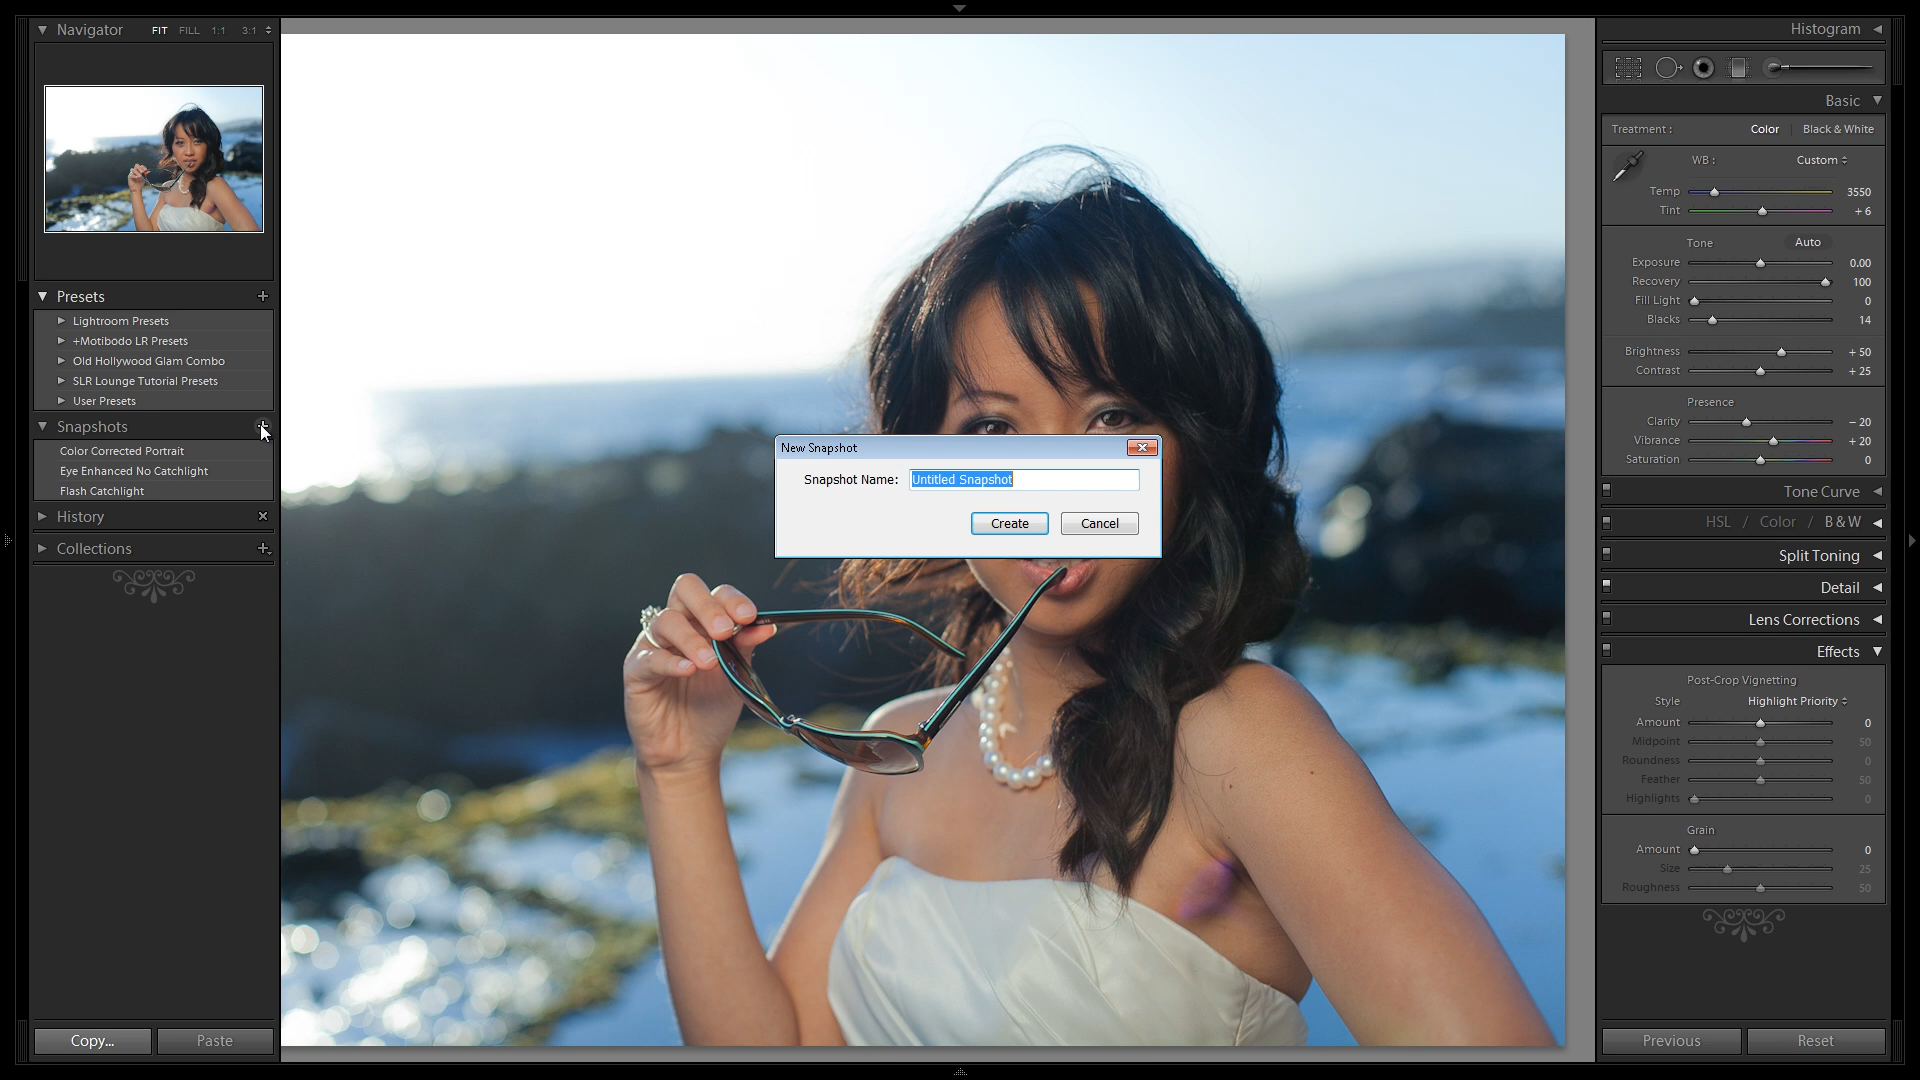 Navigator FIT FILL 1:1 3:1
Presets +
Lightroom Presets
+Motibodo LR Presets
Old Hollywood Glam Combo
SLR Lounge Tutorial Presets
User Presets
Snapshots
Color Corrected Portrait
Eye Enhanced No Catchlight
Flash Catchlight
History
Collections
Copy... Paste
New Snapshot
Snapshot Name: Untitled Snapshot
Create Cancel
Histogram
Basic
Treatment : Color Black & White
WB : Custom
Temp 3550
Tint + 6
Tone Auto
Exposure 0.00
Recovery 100
Fill Light 0
Blacks 14
Brightness + 50
Contrast + 25
Presence
Clarity − 20
Vibrance + 20
Saturation 0
Tone Curve
HSL / Color / B & W
Split Toning
Detail
Lens Corrections
Effects
Post-Crop Vignetting
Style Highlight Priority
Amount 0
Midpoint 50
Roundness 0
Feather 50
Highlights 0
Grain
Amount 0
Size 25
Roughness 50
Previous Reset